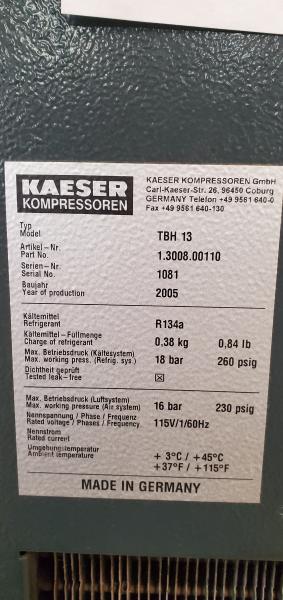 KAESER
KOMPRESSOREN
KAESER KOMPRESSOREN GmbH
Carl-Kaeser-Str. 26, 96450 Coburg
GERMANY Telefon +49 9561 640-0
Fax +49 9561 640-130
Typ
Model TBH 13
Artikel-Nr.
Part No. 1.3008.00110
Serien-Nr.
Serial No. 1081
Baujahr
Year of production 2005
Kältemittel
Refrigerant R134a
Kältemittel-Füllmenge
Charge of refrigerant 0,38 kg 0,84 lb
Max. Betriebsdruck (Kältesystem)
Max. working press. (Refrig. sys.) 18 bar 260 psig
Dichtheit geprüft
Tested leak-free ☒
Max. Betriebsdruck (Luftsystem)
Max. working pressure (Air system) 16 bar 230 psig
Nennspannung / Phase / Frequenz
Rated voltage / Phases / Frequency 115V/1/60Hz
Nennstrom
Rated current
Umgebungstemperatur
Ambient temperature + 3°C / +45°C
+37°F / +115°F
MADE IN GERMANY